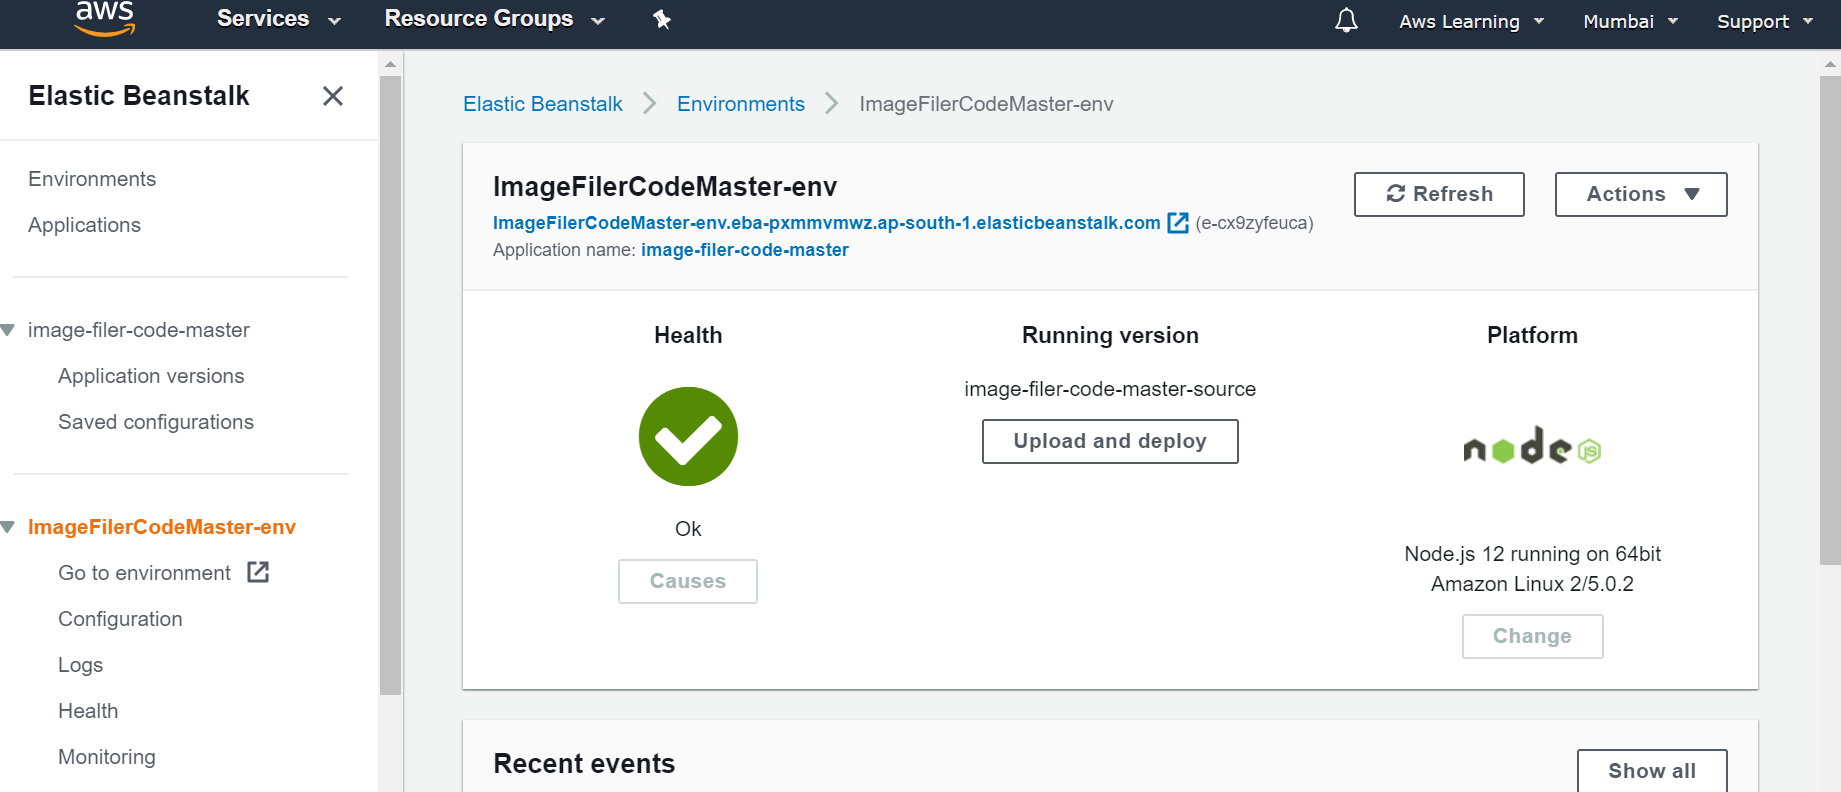 aws
Services
Resource Groups
Aws Learning
Mumbai
Support
Elastic Beanstalk
Environments
Applications
image-filer-code-master
Application versions
Saved configurations
ImageFilerCodeMaster-env
Go to environment
Configuration
Logs
Health
Monitoring
Elastic Beanstalk
Environments
ImageFilerCodeMaster-env
ImageFilerCodeMaster-env
Refresh
Actions
ImageFilerCodeMaster-env.eba-pxmmvmwz.ap-south-1.elasticbeanstalk.com (e-cx9zyfeuca)
Application name: image-filer-code-master
Health
Ok
Causes
Running version
image-filer-code-master-source
Upload and deploy
Platform
node JS
Node.js 12 running on 64bit
Amazon Linux 2/5.0.2
Change
Recent events
Show all